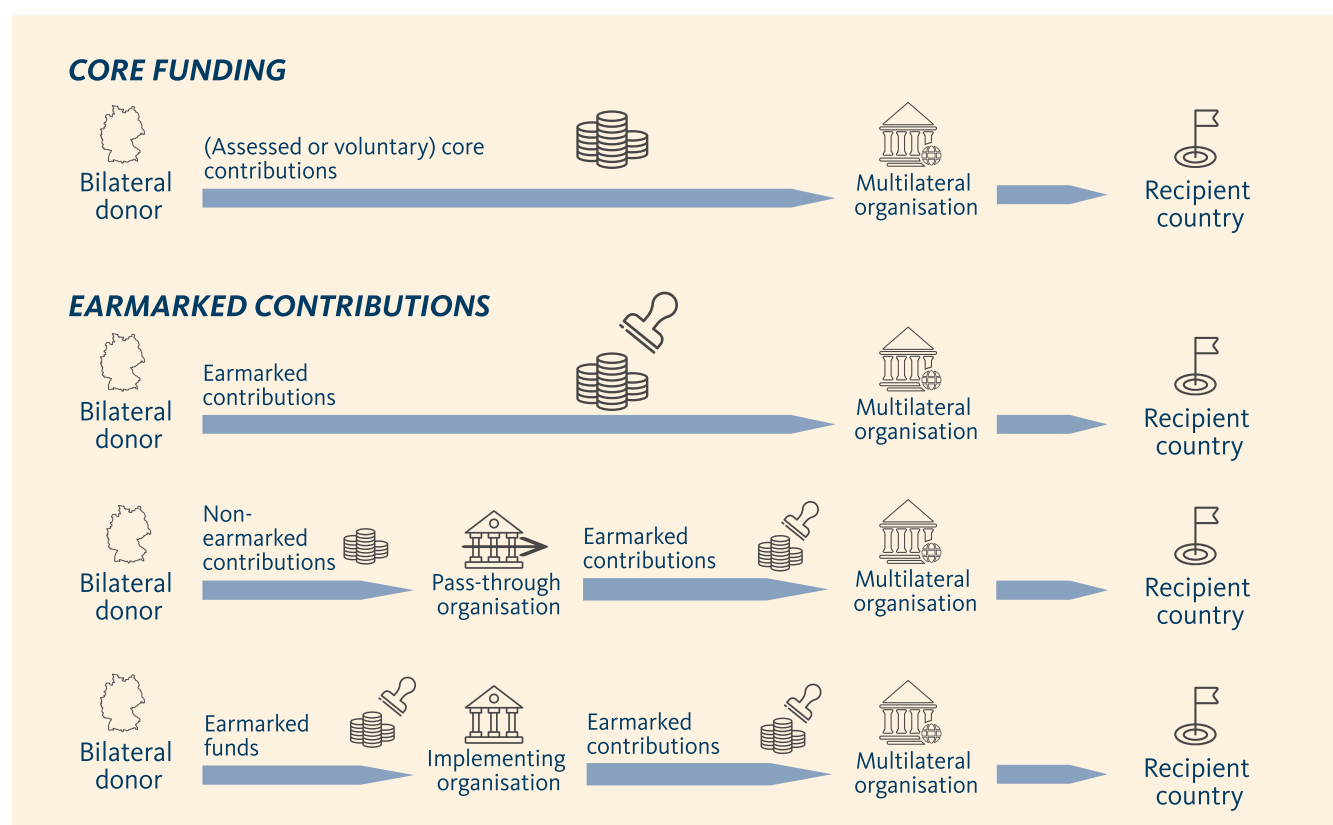 CORE FUNDING
(Assessed or voluntary) core
contributions
Bilateral
donor
Multilateral
organisation
Recipient
country
EARMARKED CONTRIBUTIONS
Earmarked
contributions
Bilateral
donor
Multilateral
organisation
Recipient
country
Non-
earmarked
contributions
Earmarked
contributions
Bilateral
donor
Pass-through
organisation
Multilateral
organisation
Recipient
country
Earmarked
funds
Earmarked
contributions
Bilateral
donor
Implementing
organisation
Multilateral
organisation
Recipient
country